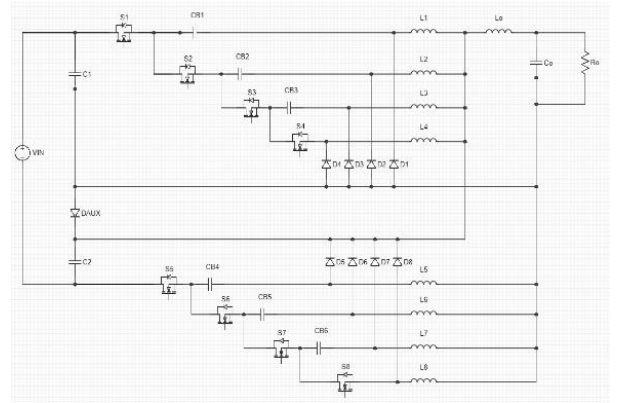 S1
CB1
L1
Lo
S2
CB2
L2
C1
Co
Ro
S3
CB3
L3
S4
L4
VIN
D4
D3
D2
D1
DAUX
C2
S5
CB4
D5
D6
D7
D8
L5
S6
CB5
L6
S7
CB6
L7
S8
L8